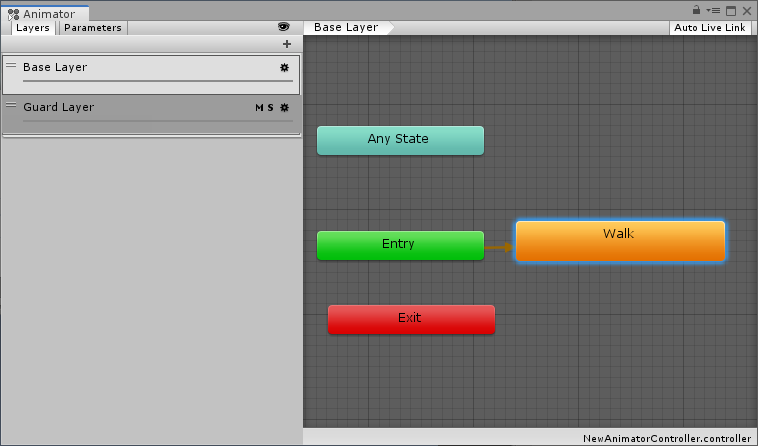 Animator
Layers Parameters
Base Layer
Auto Live Link
+
Base Layer
Guard Layer M S
Any State
Entry
Walk
Exit
NewAnimatorController.controller